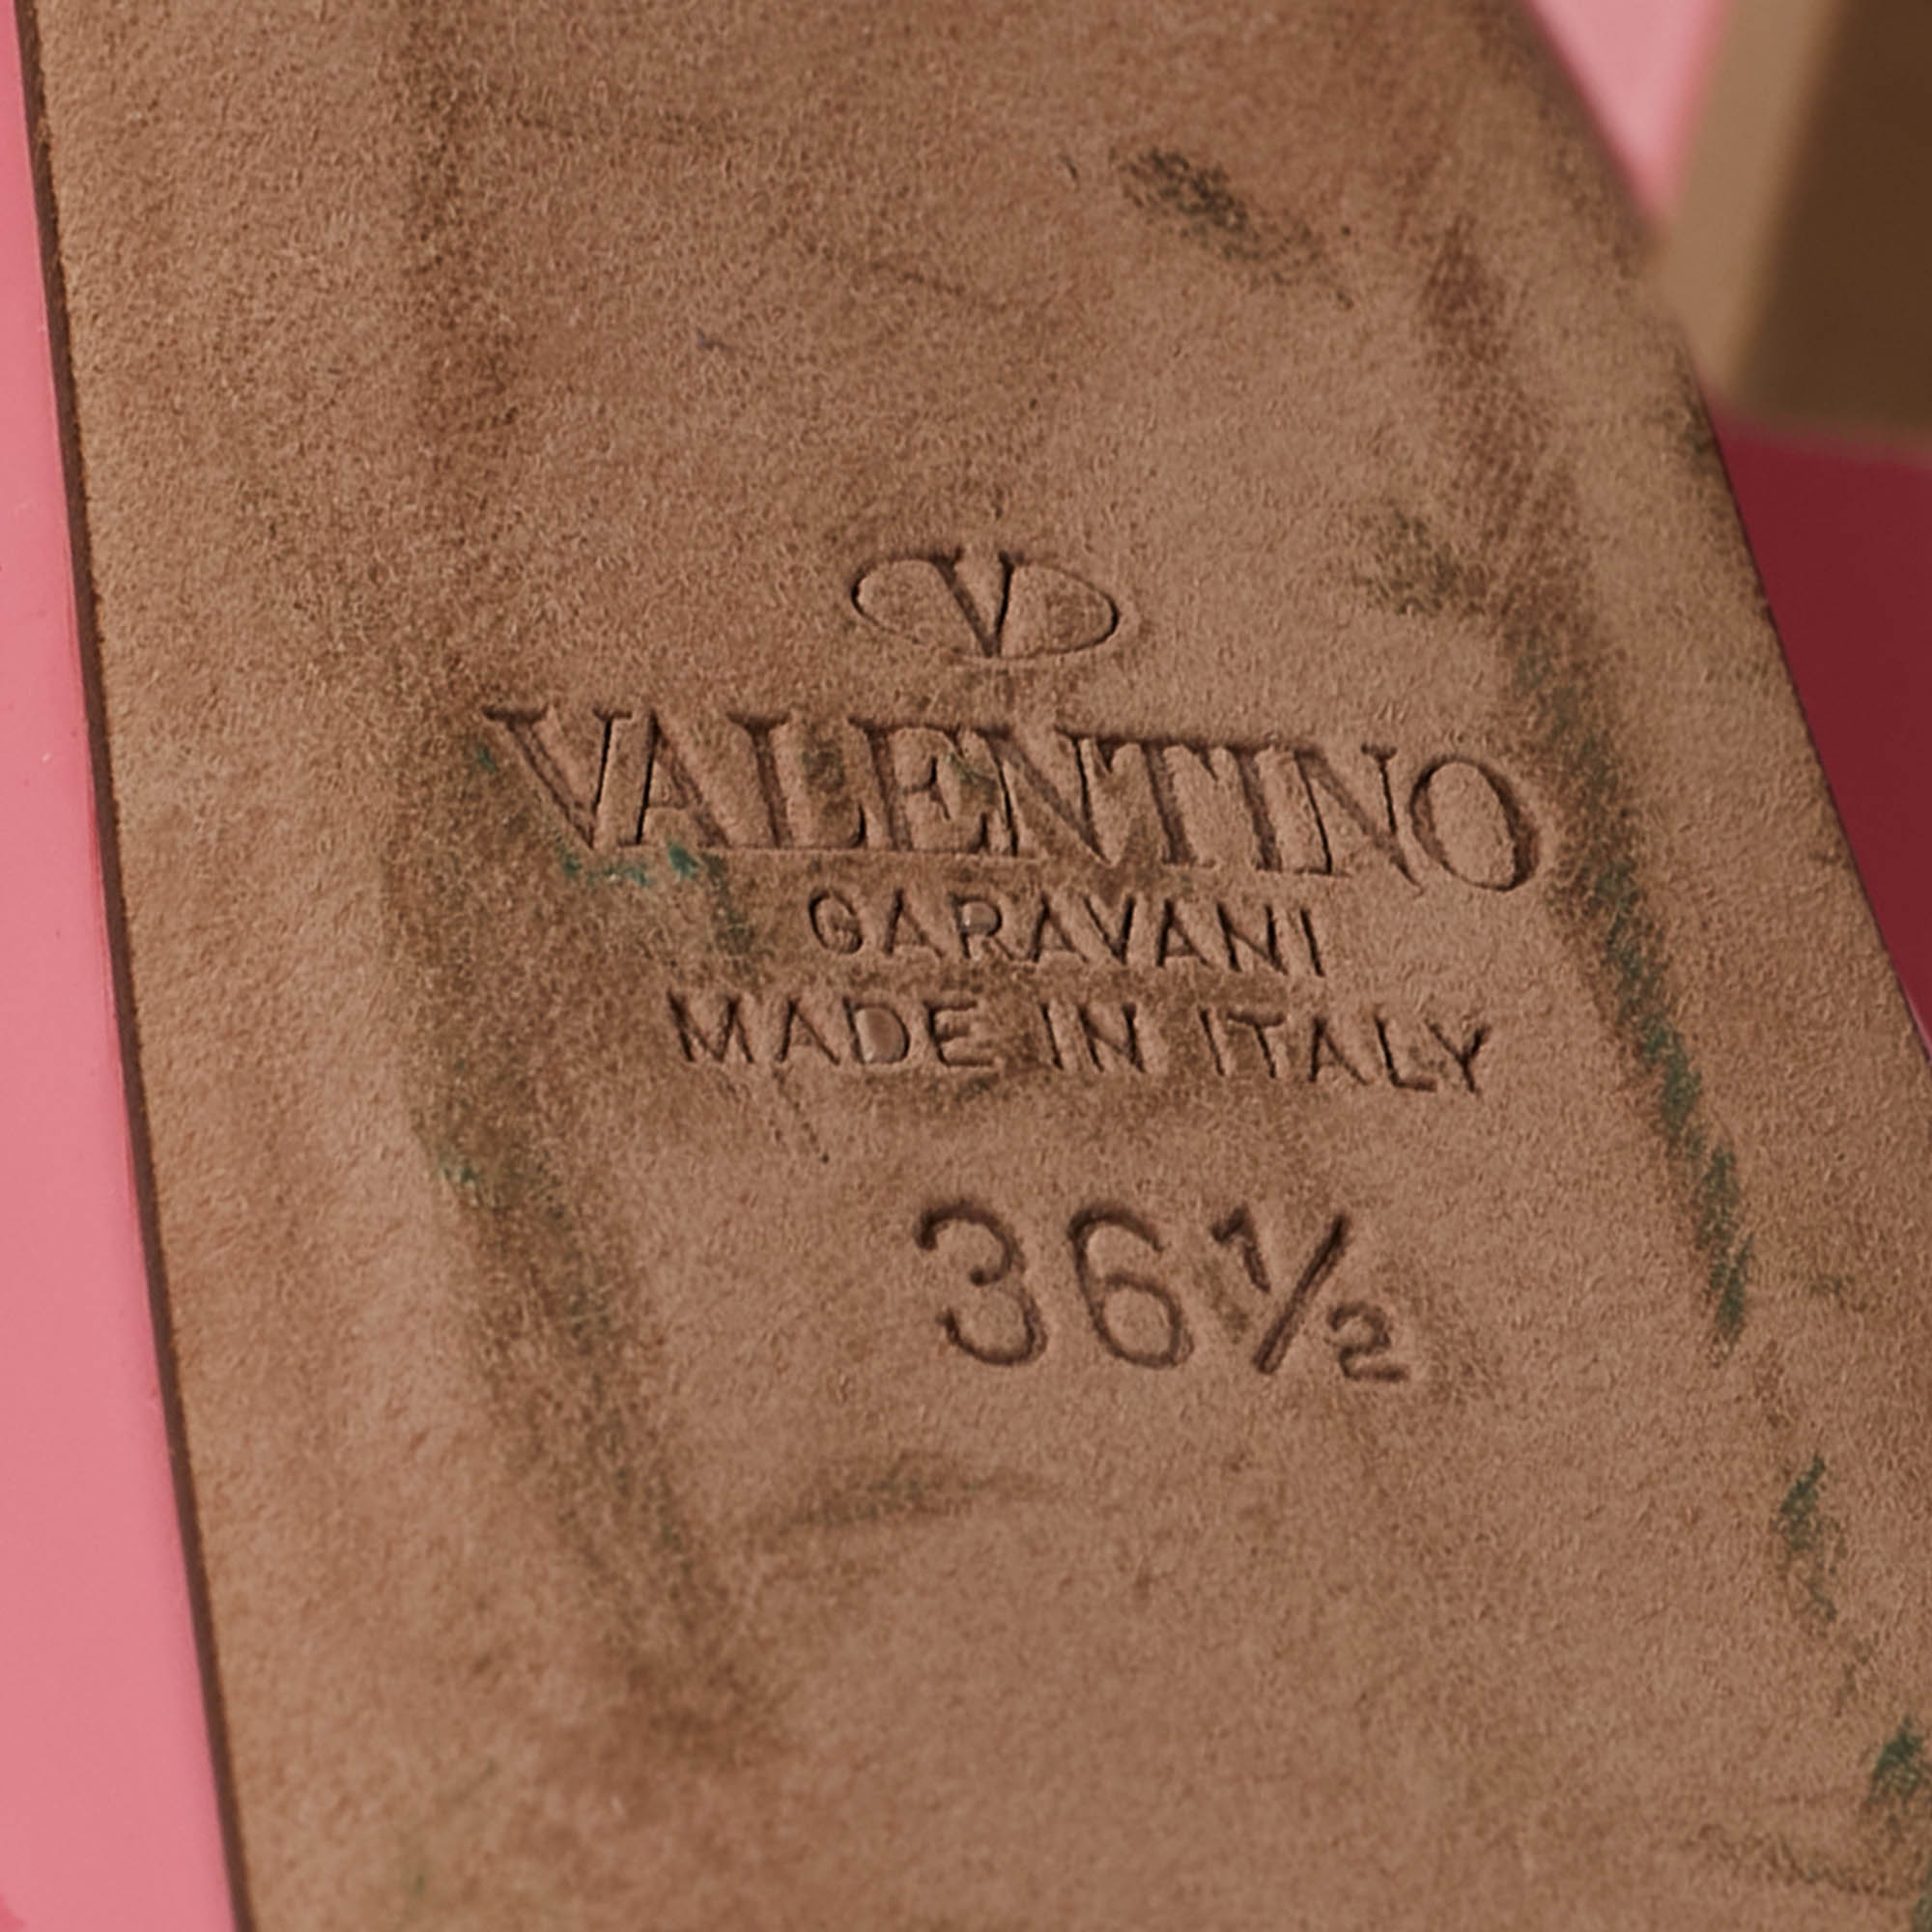 V
VALENTINO
GARAVANI
MADE IN ITALY
36½